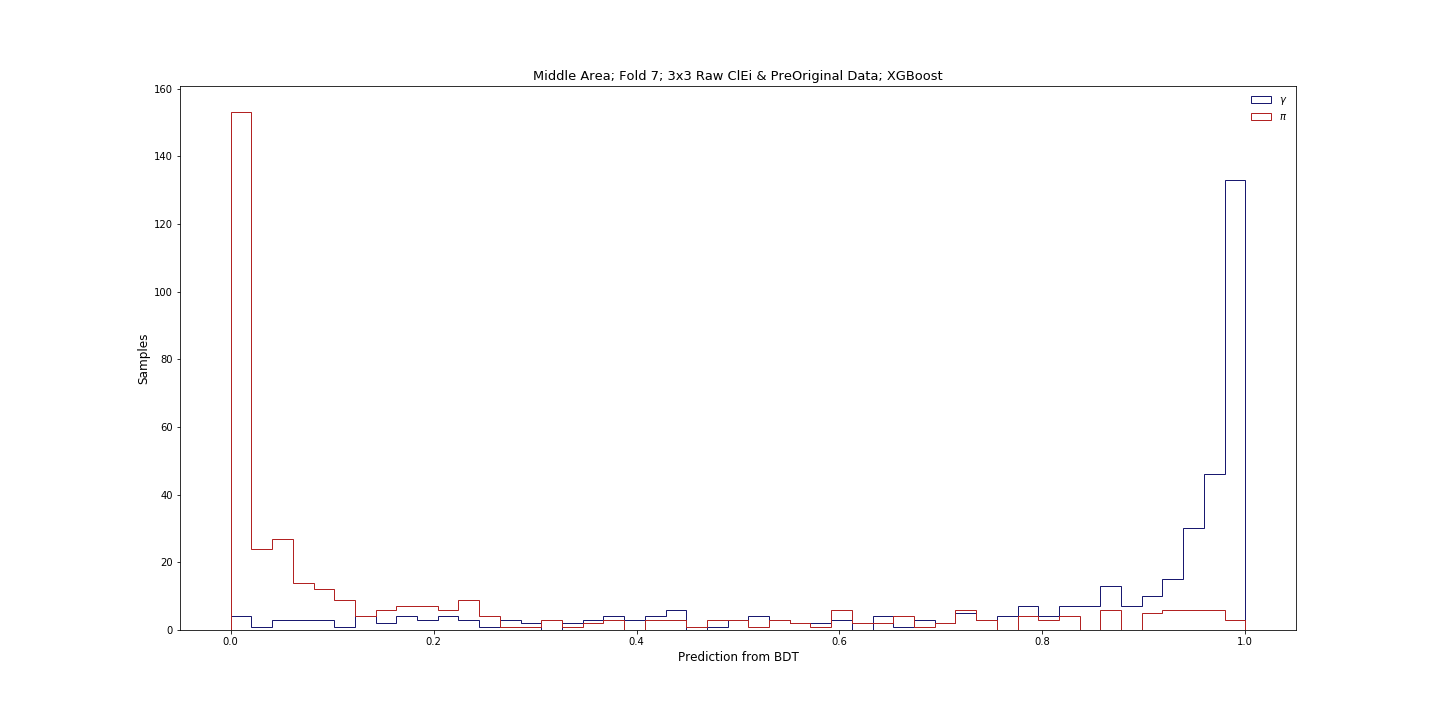 Middle Area; Fold 7; 3x3 Raw ClEi & PreOriginal Data; XGBoost
γ
π
160
140
120
100
80
60
40
20
0
Samples
0.0 0.2 0.4 0.6 0.8 1.0
Prediction from BDT